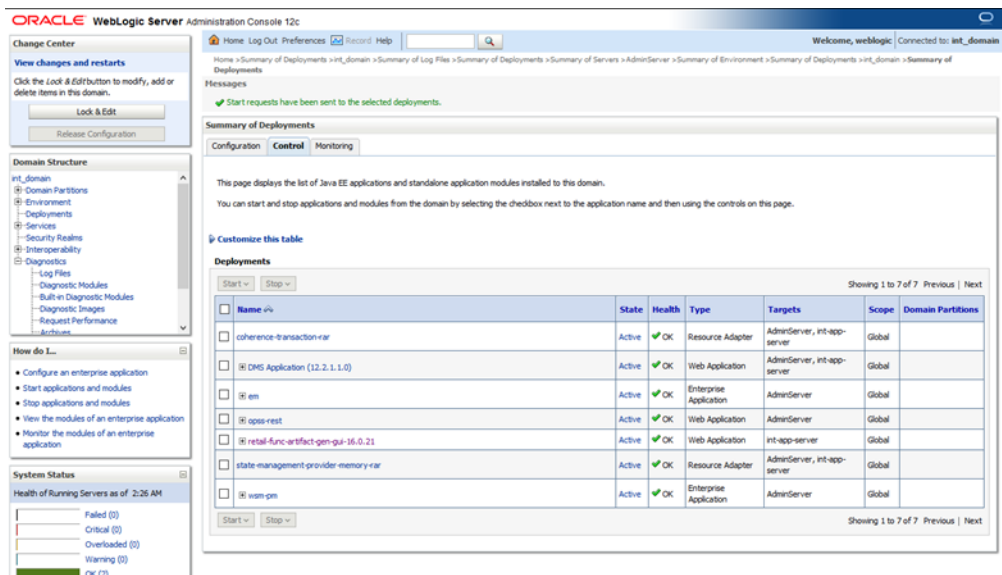 ORACLE WebLogic Server Administration Console 12c
Change Center
View changes and restarts
Click the Lock & Edit button to modify, add or
delete items in this domain.
Lock & Edit
Release Configuration
Domain Structure
int_domain
Domain Partitions
Environment
Deployments
Services
Security Realms
Interoperability
Diagnostics
Log Files
Diagnostic Modules
Built-in Diagnostic Modules
Diagnostic Images
Request Performance
Archives
How do I...
Configure an enterprise application
Start applications and modules
Stop applications and modules
View the modules of an enterprise application
Monitor the modules of an enterprise
application
System Status
Health of Running Servers as of 2:26 AM
Failed (0)
Critical (0)
Overloaded (0)
Warning (0)
OK (2)
Home Log Out Preferences Record Help
Welcome, weblogic Connected to: int_domain
Home >Summary of Deployments >int_domain >Summary of Log Files >Summary of Deployments >Summary of Servers >AdminServer >Summary of Environment >Summary of Deployments >int_domain >Summary of
Deployments
Messages
Start requests have been sent to the selected deployments.
Summary of Deployments
Configuration Control Monitoring
This page displays the list of Java EE applications and standalone application modules installed to this domain.
You can start and stop applications and modules from the domain by selecting the checkbox next to the application name and then using the controls on this page.
Customize this table
Deployments
Start Stop Showing 1 to 7 of 7 Previous | Next
Name State Health Type Targets Scope Domain Partitions
coherence-transaction-rar Active OK Resource Adapter AdminServer, int-app-
server Global
DMS Application (12.2.1.1.0) Active OK Web Application AdminServer, int-app-
server Global
em Active OK Enterprise
Application AdminServer Global
opss-rest Active OK Web Application AdminServer Global
retail-func-artifact-gen-gui-16.0.21 Active OK Web Application int-app-server Global
state-management-provider-memory-rar Active OK Resource Adapter AdminServer, int-app-
server Global
wsm-pm Active OK Enterprise
Application AdminServer Global
Start Stop Showing 1 to 7 of 7 Previous | Next